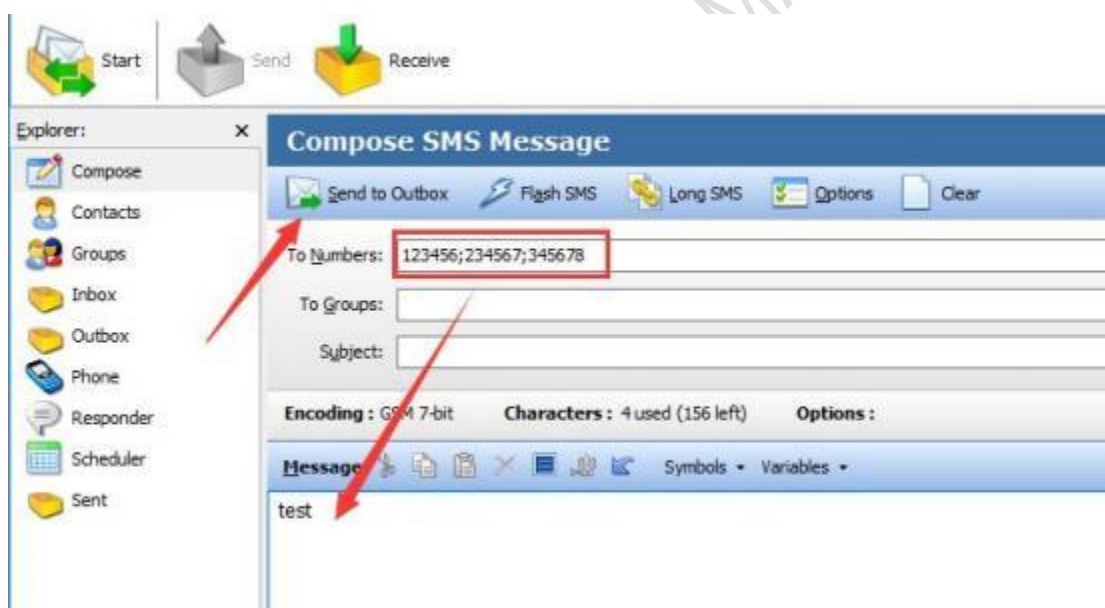 Start Send Receive
Explorer: x
Compose SMS Message
Compose
Send to Outbox Flash SMS Long SMS Options Clear
Contacts
Groups
To Numbers: 123456;234567;345678
Inbox
To Groups:
Outbox
Subject:
Phone
Responder
Encoding : GSM 7-bit Characters : 4 used (156 left) Options :
Scheduler
Message Symbols Variables
Sent
test